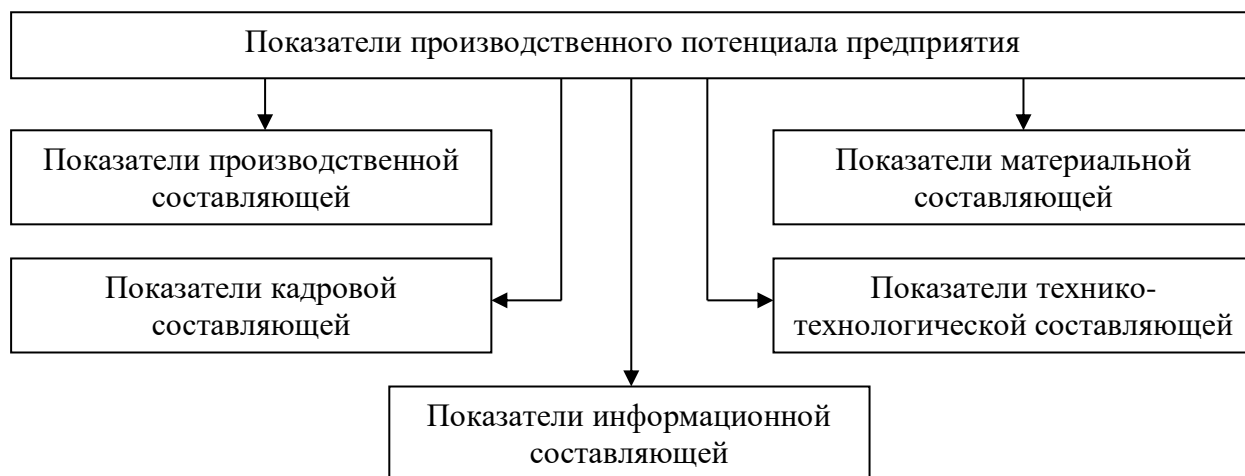 Показатели производственного потенциала предприятия
Показатели производственной
составляющей
Показатели материальной
составляющей
Показатели кадровой
составляющей
Показатели технико-
технологической составляющей
Показатели информационной
составляющей